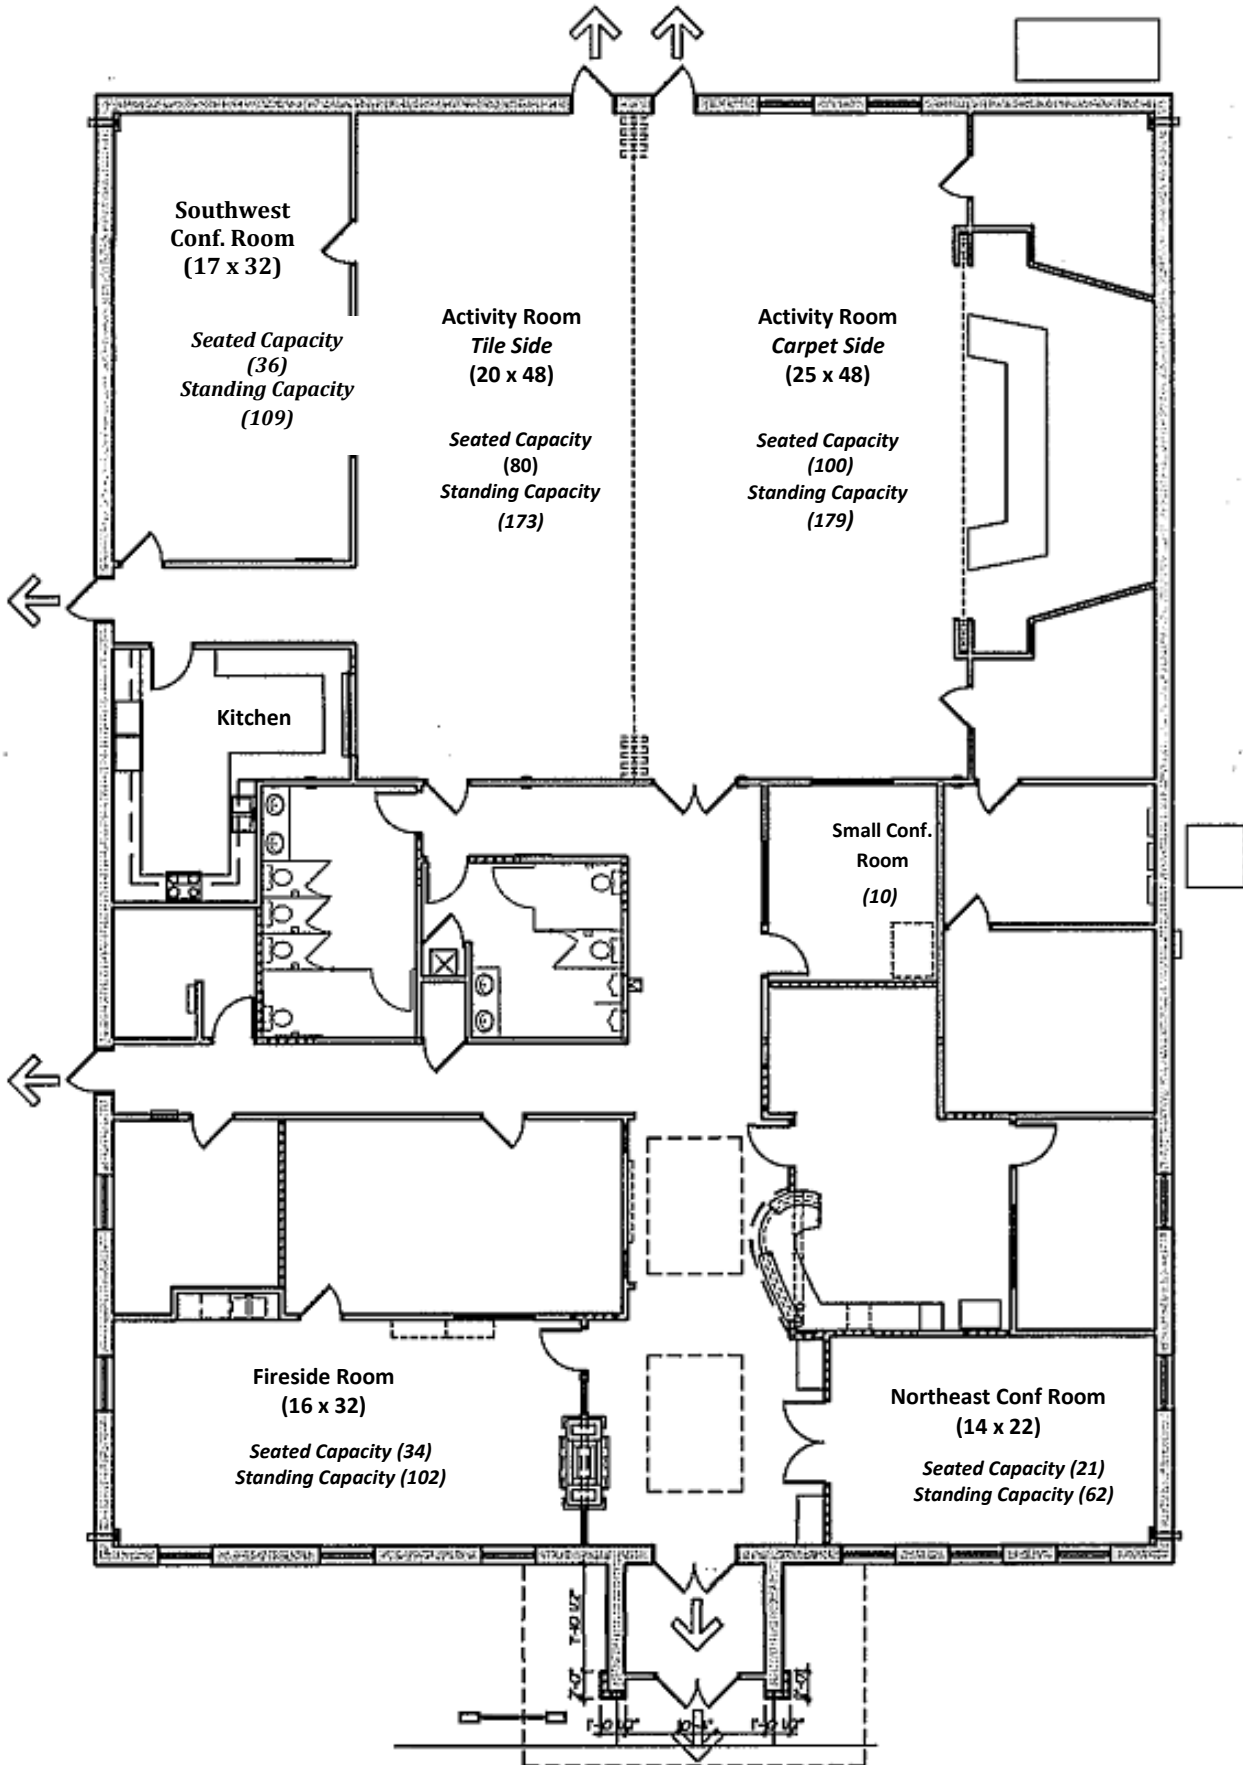 Southwest
Conf. Room
(17 x 32)
Seated Capacity
(36)
Standing Capacity
(109)
Activity Room
Tile Side
(20 x 48)
Seated Capacity
(80)
Standing Capacity
(173)
Activity Room
Carpet Side
(25 x 48)
Seated Capacity
(100)
Standing Capacity
(179)
Kitchen
Small Conf.
Room
(10)
Fireside Room
(16 x 32)
Seated Capacity (34)
Standing Capacity (102)
Northeast Conf Room
(14 x 22)
Seated Capacity (21)
Standing Capacity (62)